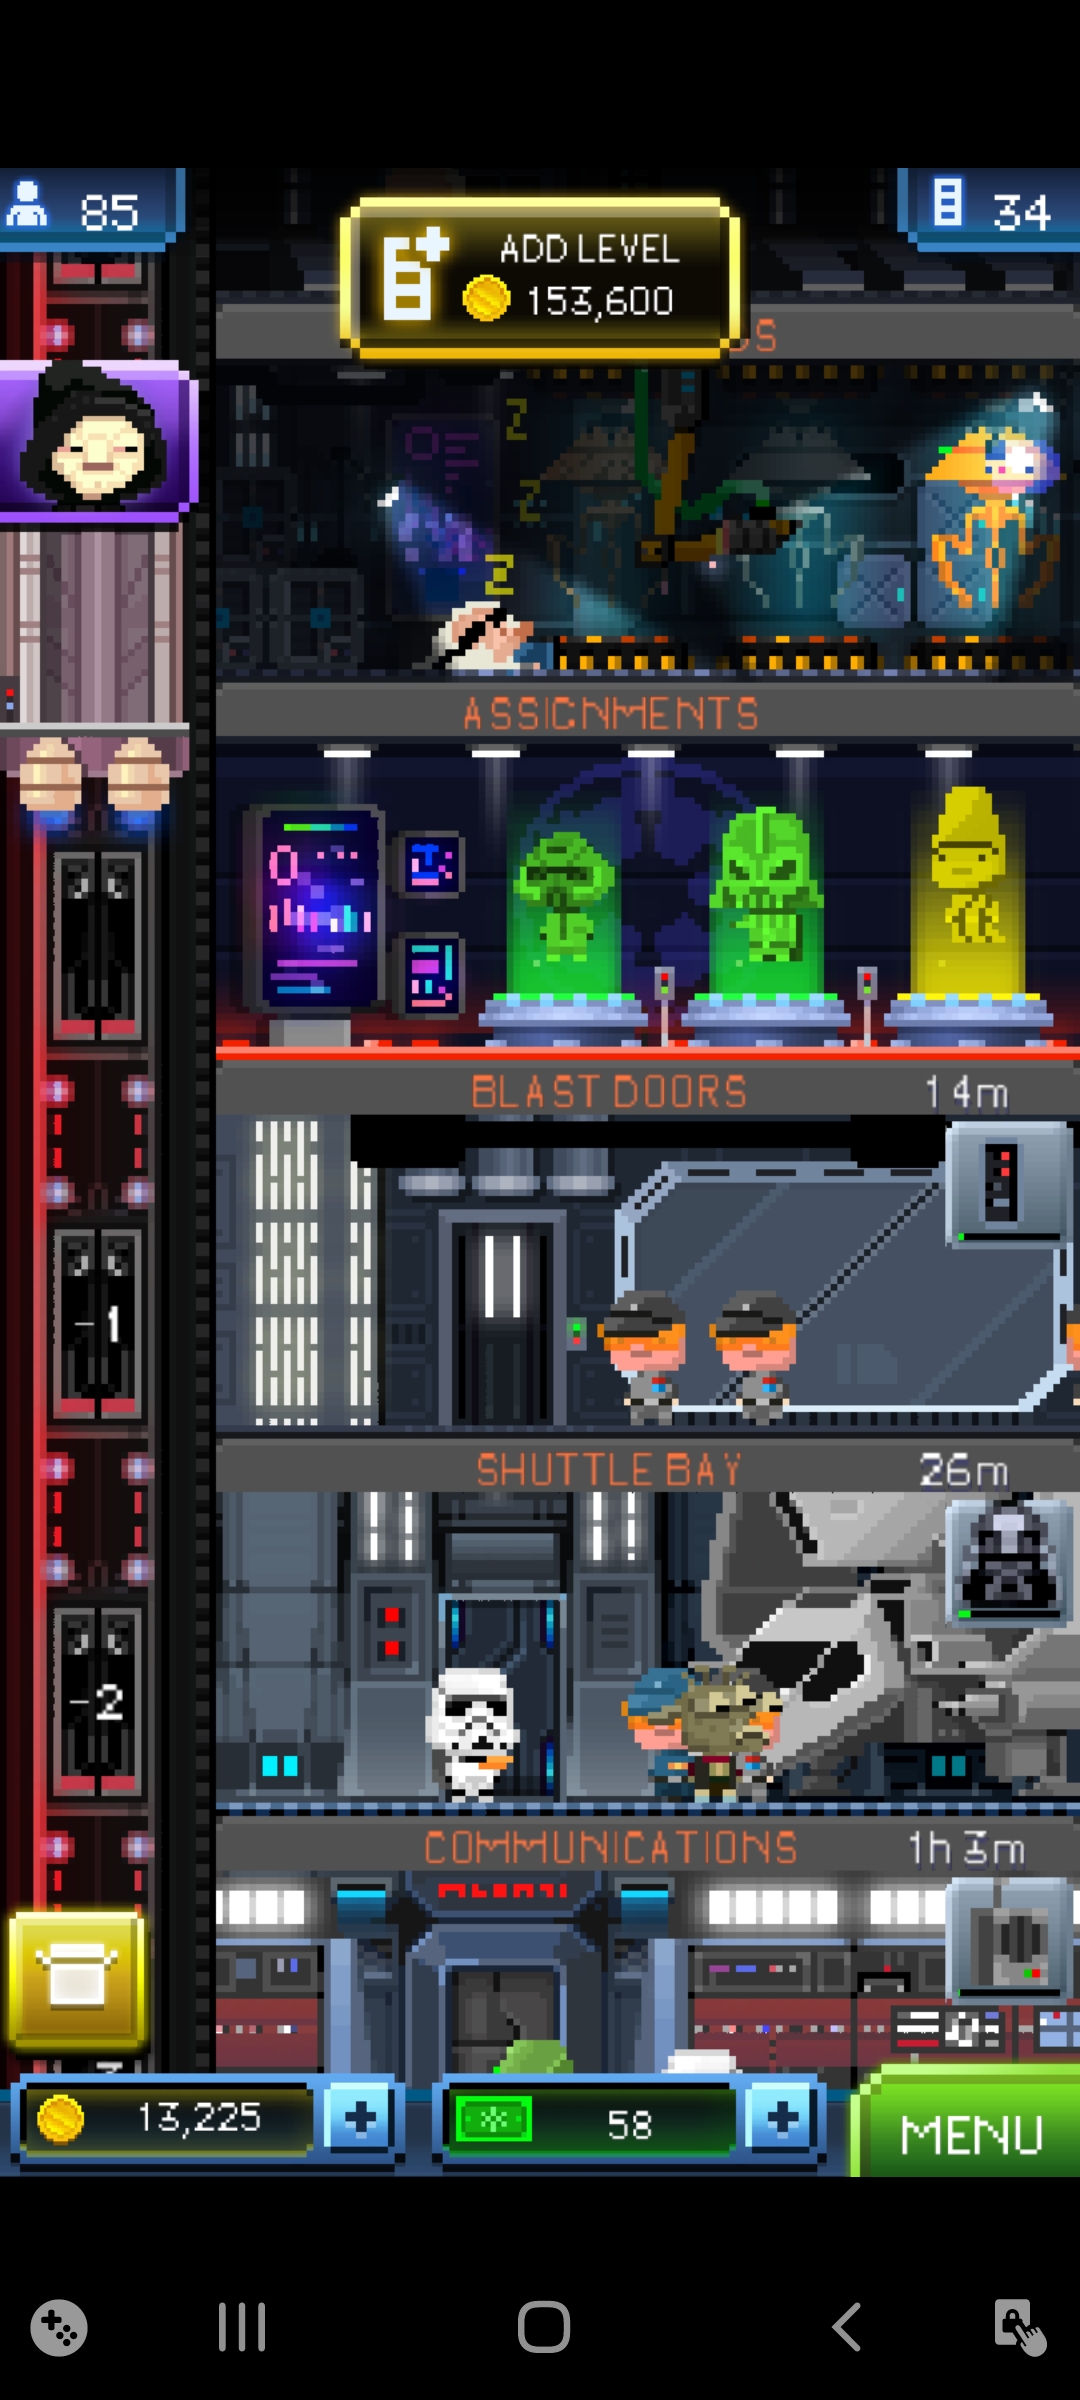 85
34
ADD LEVEL
153,600
DS
Z
Z
Z
ASSIGNMENTS
BLAST DOORS 14m
-1
SHUTTLE BAY 26m
-2
COMMUNICATIONS 1h 3m
13,225
58
MENU